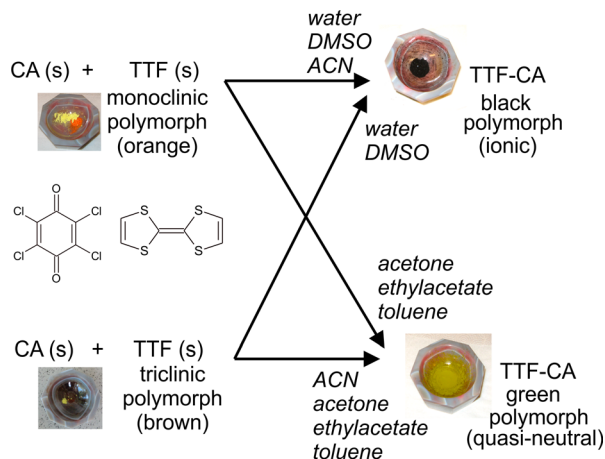 water
DMSO
ACN
CA (s) + TTF (s)
monoclinic
polymorph
(orange)
TTF-CA
black
polymorph
(ionic)
water
DMSO
O
Cl Cl
Cl Cl
O
S S
S S
acetone
ethylacetate
toluene
CA (s) + TTF (s)
triclinic
polymorph
(brown)
ACN
acetone
ethylacetate
toluene
TTF-CA
green
polymorph
(quasi-neutral)